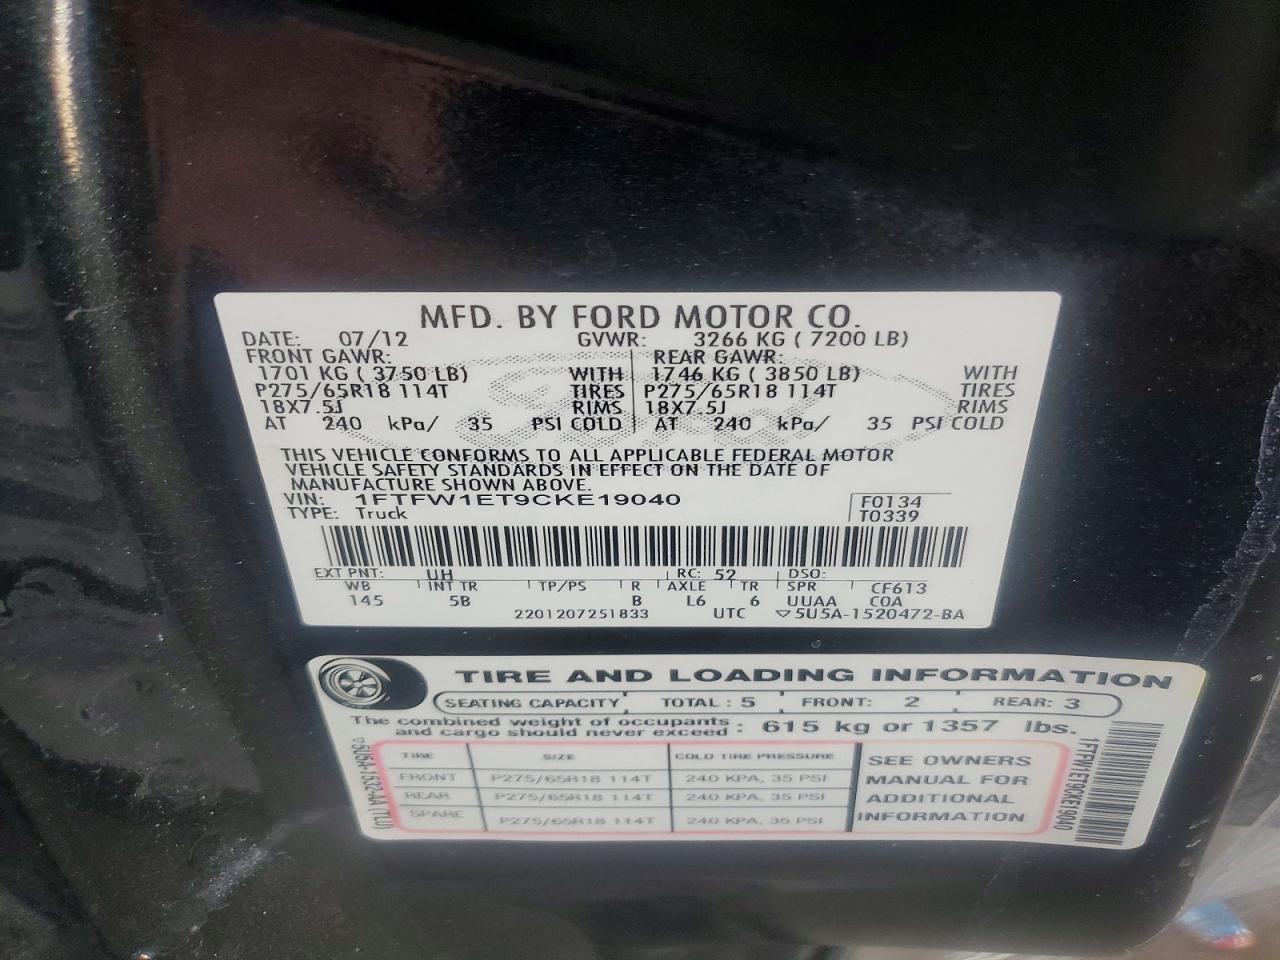 MFD. BY FORD MOTOR CO.
DATE: 07/12 GVWR: 3266 KG ( 7200 LB)
FRONT GAWR: REAR GAWR:
1701 KG ( 3750 LB) WITH 1746 KG ( 3850 LB) WITH
P275/65R18 114T TIRES P275/65R18 114T TIRES
18X7.5J RIMS 18X7.5J RIMS
AT 240 kPa/ 35 PSI COLD AT 240 kPa/ 35 PSI COLD
THIS VEHICLE CONFORMS TO ALL APPLICABLE FEDERAL MOTOR
VEHICLE SAFETY STANDARDS IN EFFECT ON THE DATE OF
MANUFACTURE SHOWN ABOVE.
VIN: 1FTFW1ET9CKE19040 F0134
TYPE: Truck T0339
EXT PNT: UH RC: 52 DSO:
WB INT TR TP/PS R AXLE TR SPR CF613
145 5B B L6 6 UUAA COA
2201207251833 UTC ▽5U5A-1520472-BA
TIRE AND LOADING INFORMATION
SEATING CAPACITY TOTAL : 5 FRONT: 2 REAR: 3
The combined weight of occupants
and cargo should never exceed : 615 kg or 1357 lbs.
TIRE SIZE COLD TIRE PRESSURE SEE OWNERS
FRONT P275/65R18 114T 240 KPA, 35 PSI MANUAL FOR
REAR P275/65R18 114T 240 KPA, 35 PSI ADDITIONAL
SPARE P275/65R18 114T 240 KPA, 35 PSI INFORMATION
▽5U5A-1532-AA (TLU)
1FTFW1ET9CKE19040